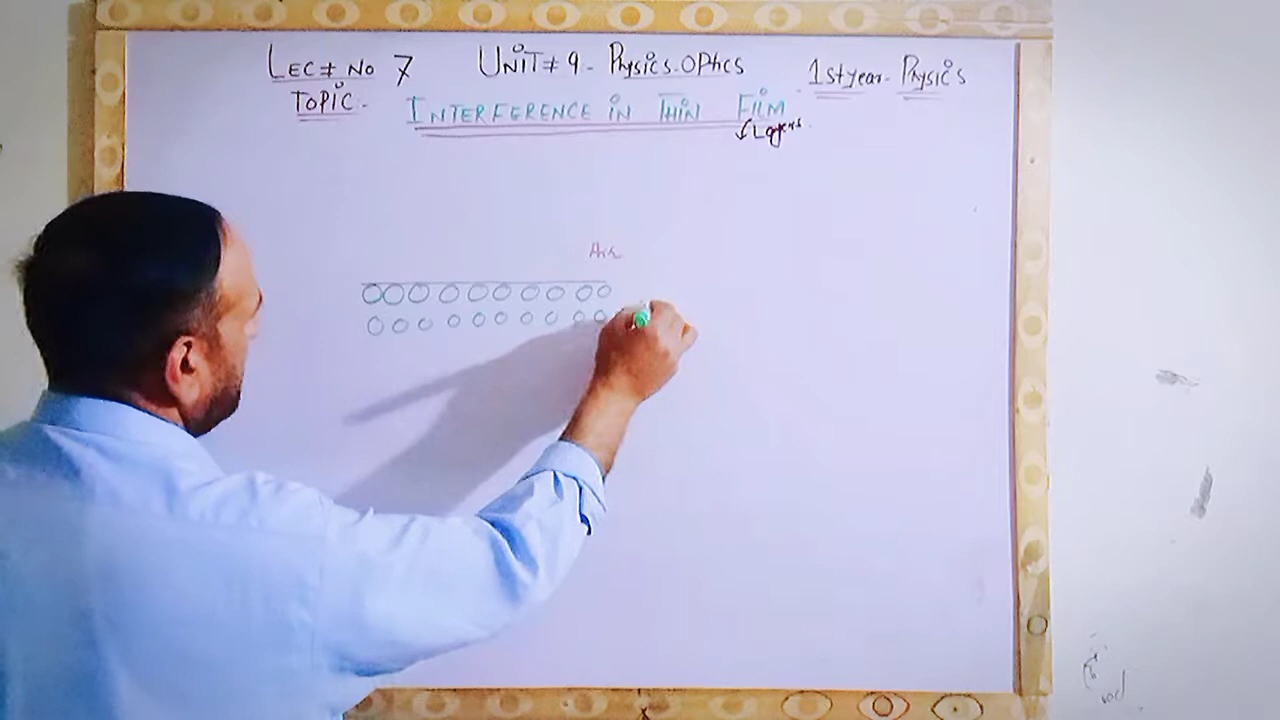 LEC # NO 7 UNIT # 9 - PHYSICS-OPTICS 1st year - PHYSICS
TOPIC - INTERFERENCE IN THIN FILM
↙ Layers.
Air